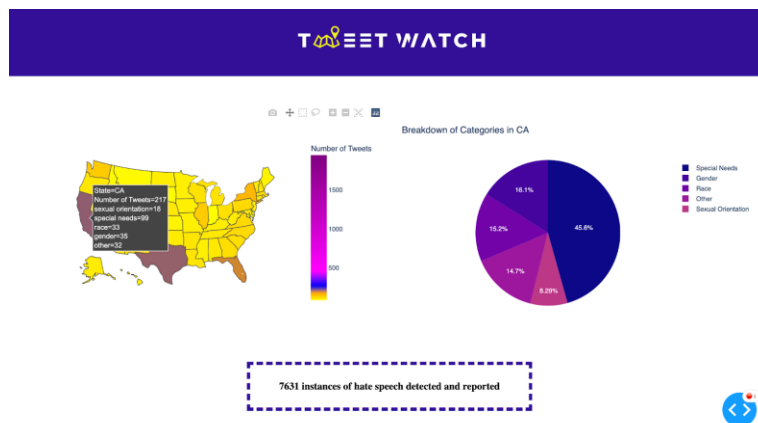 TWEET WATCH
Breakdown of Categories in CA
Number of Tweets
1500
1000
500
State=CA
Number of Tweets=217
sexual orientation=18
special needs=99
race=33
gender=35
other=32
16.1%
15.2%
14.7%
8.29%
45.6%
Special Needs
Gender
Race
Other
Sexual Orientation
7631 instances of hate speech detected and reported